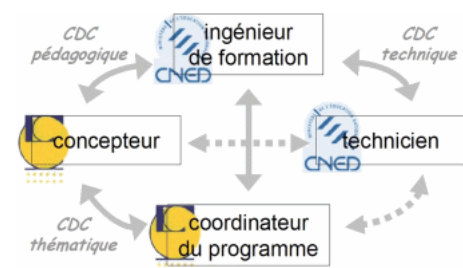 CDC
pédagogique
ingénieur
de formation
CNED
CDC
technique
concepteur
technicien
CNED
CDC
thématique
coordinateur
du programme